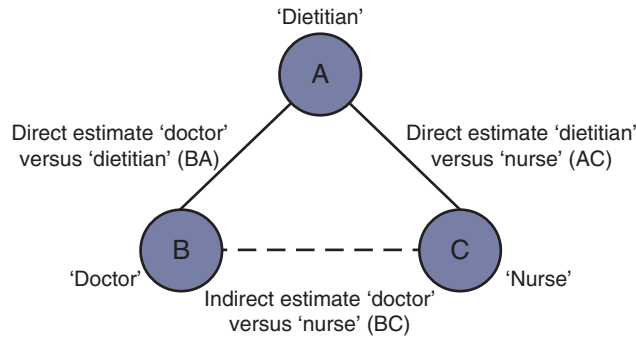 ‘Dietitian’
A
Direct estimate ‘doctor’
versus ‘dietitian’ (BA)
Direct estimate ‘dietitian’
versus ‘nurse’ (AC)
B
C
‘Doctor’
‘Nurse’
Indirect estimate ‘doctor’
versus ‘nurse’ (BC)